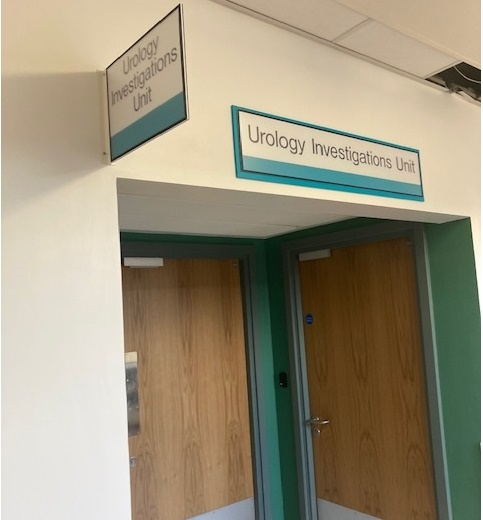 Urology
Investigations
Unit
Urology Investigations Unit